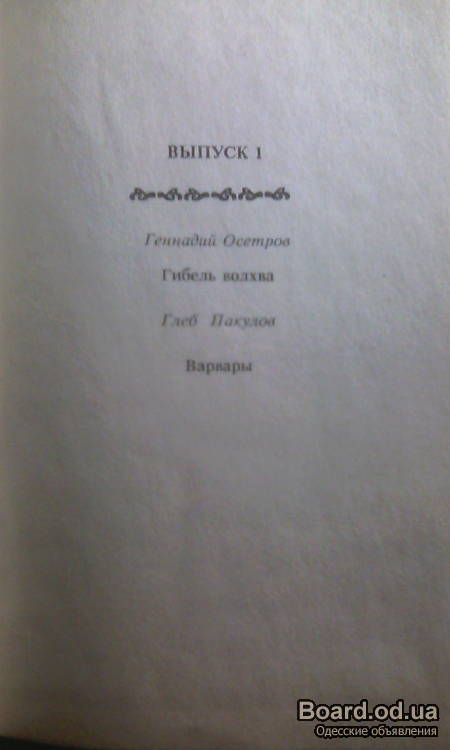 ВЫПУСК 1
Геннадий Осетров
Гибель волхва
Глеб Пакулов
Варвары
Board.od.ua
Одесские объявления